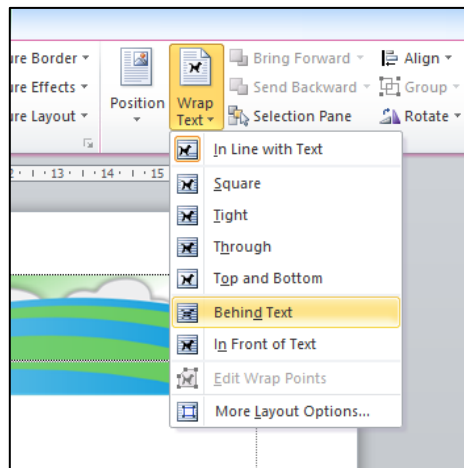 ure Border
ure Effects
ure Layout
Position
Wrap
Text
Bring Forward
Send Backward
Selection Pane
Align
Group
Rotate
In Line with Text
Square
Tight
Through
Top and Bottom
Behind Text
In Front of Text
Edit Wrap Points
More Layout Options...
2 · 13 · 14 · 15